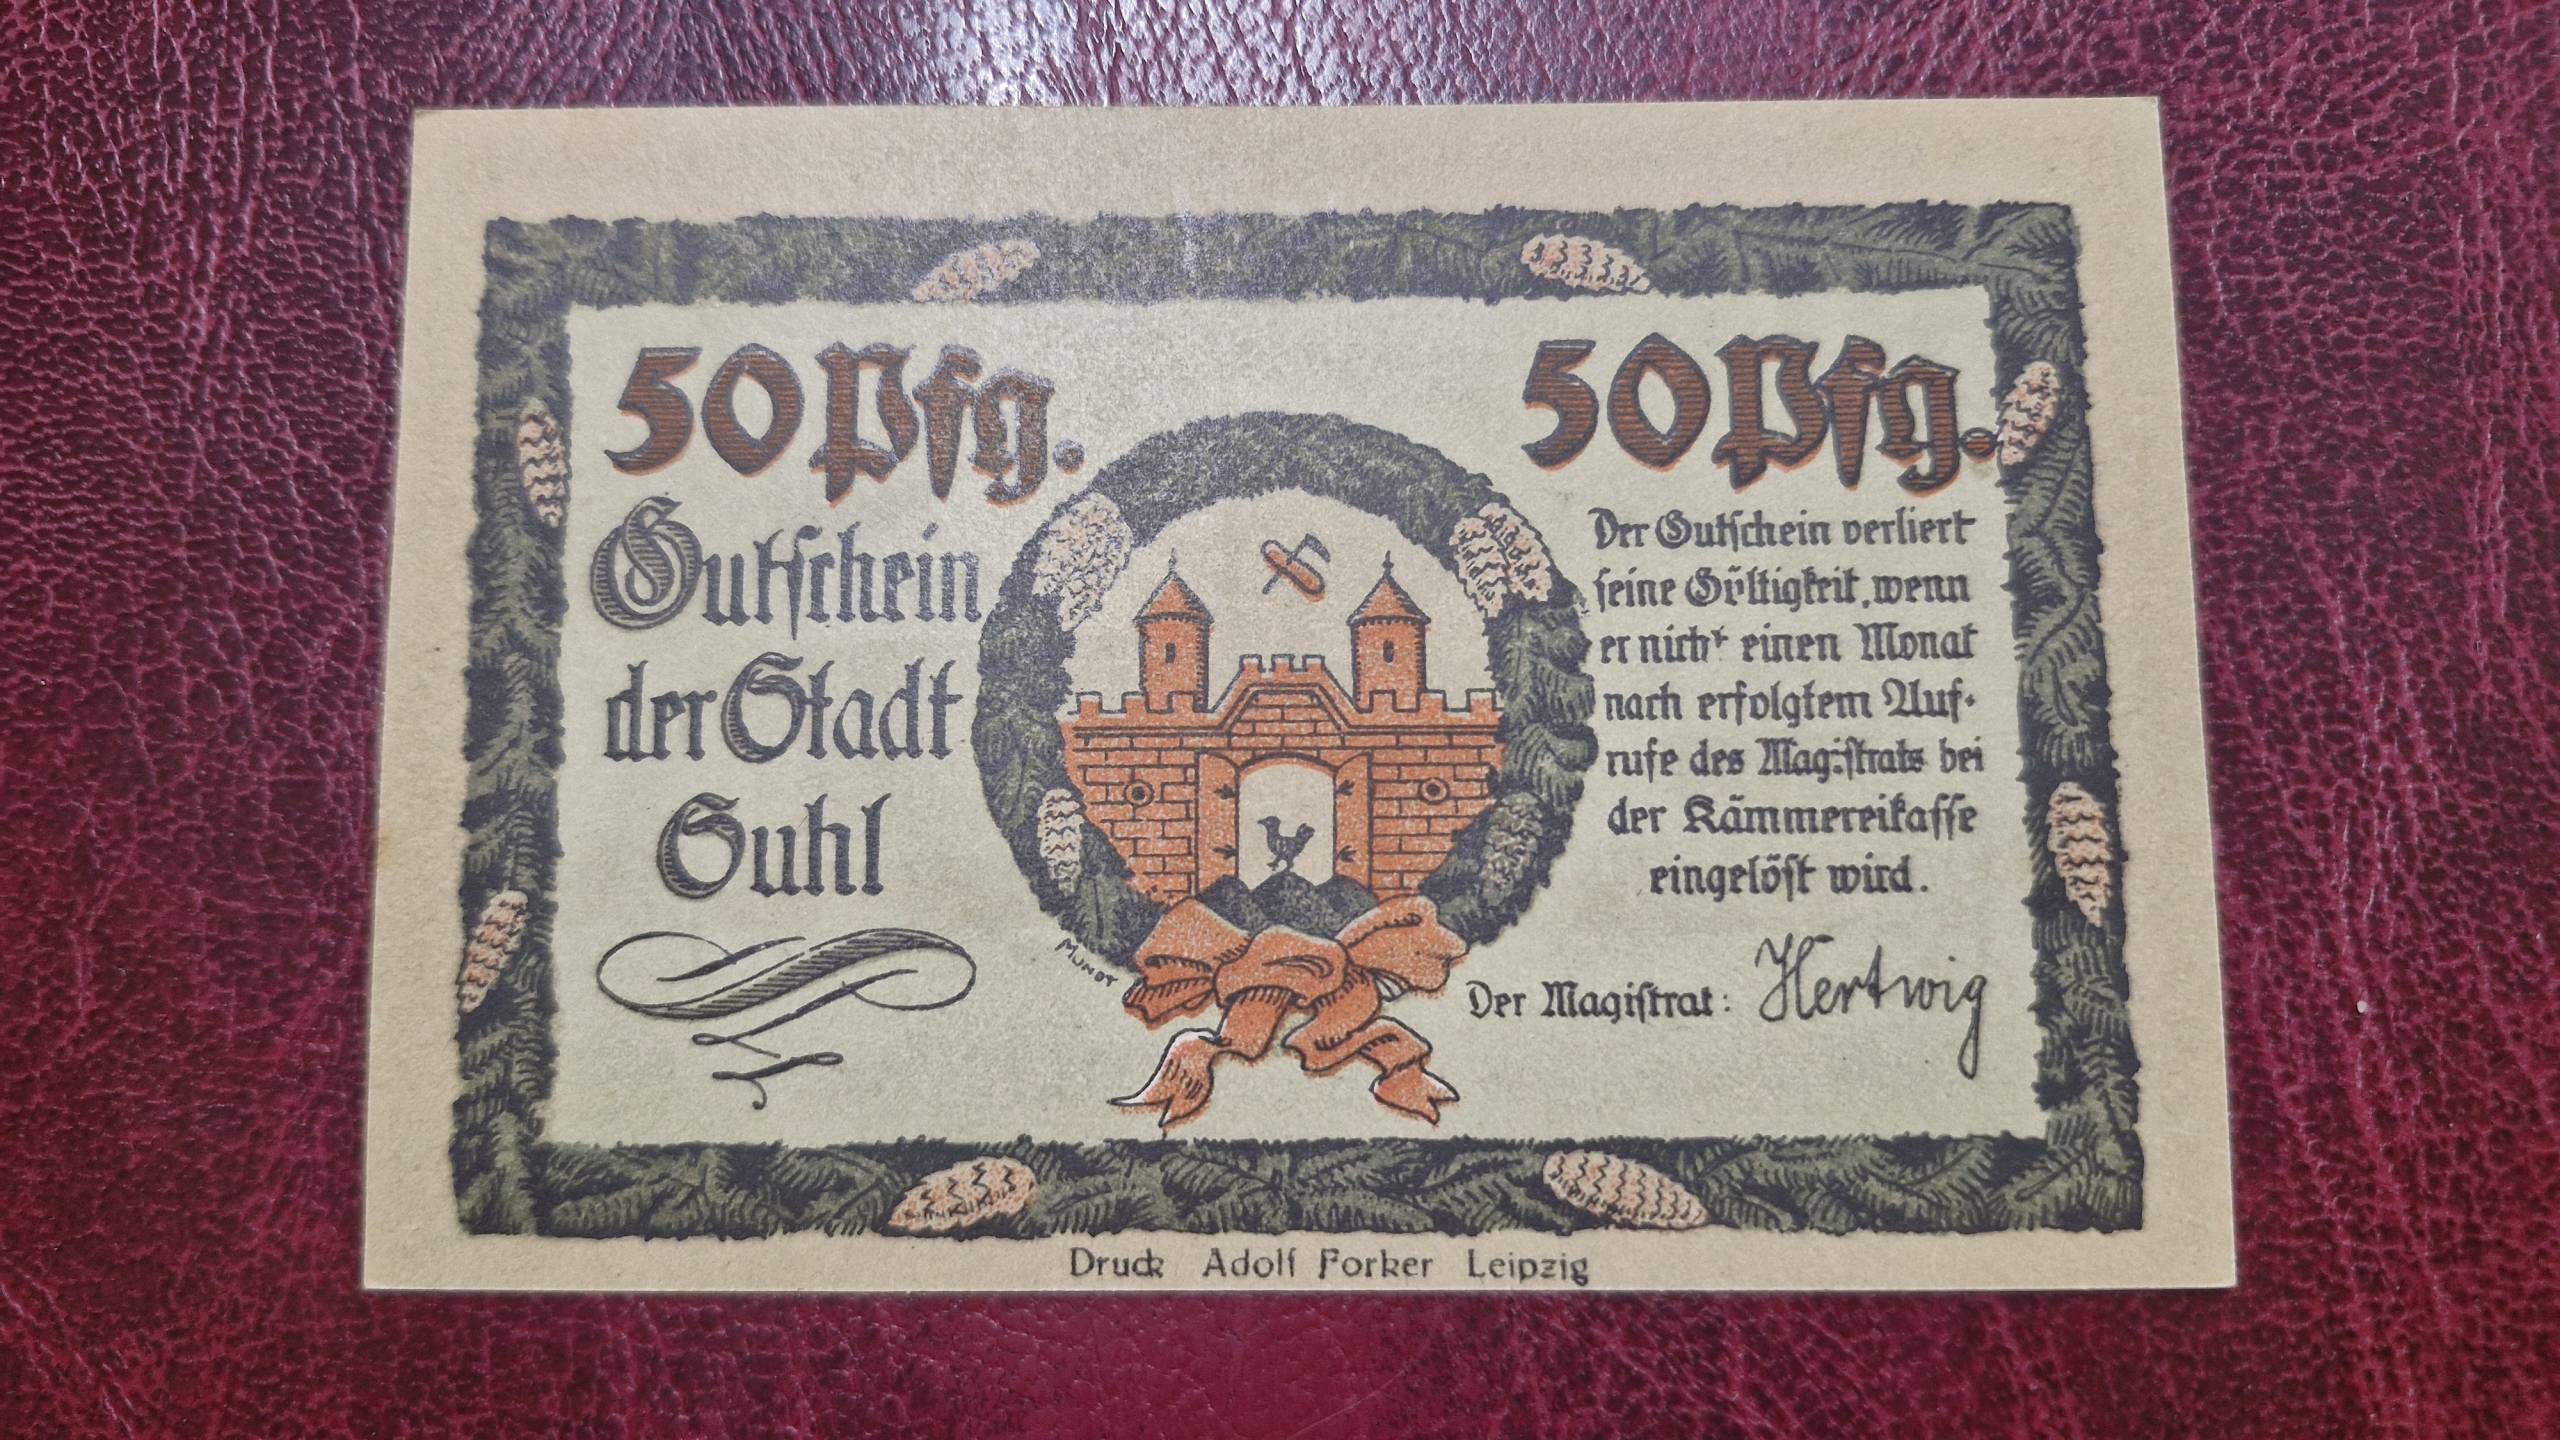 50 Pfg.
Gutschein
der Stadt
Suhl
MUNOT
50 Pfg.
Der Gutschein verliert
seine Gültigkeit, wenn
er nicht einen Monat
nach erfolgtem Auf-
rufe des Magistrats bei
der Kämmereikasse
eingelöst wird.
Der Magistrat: Hertwig
Druck Adolf Forker Leipzig